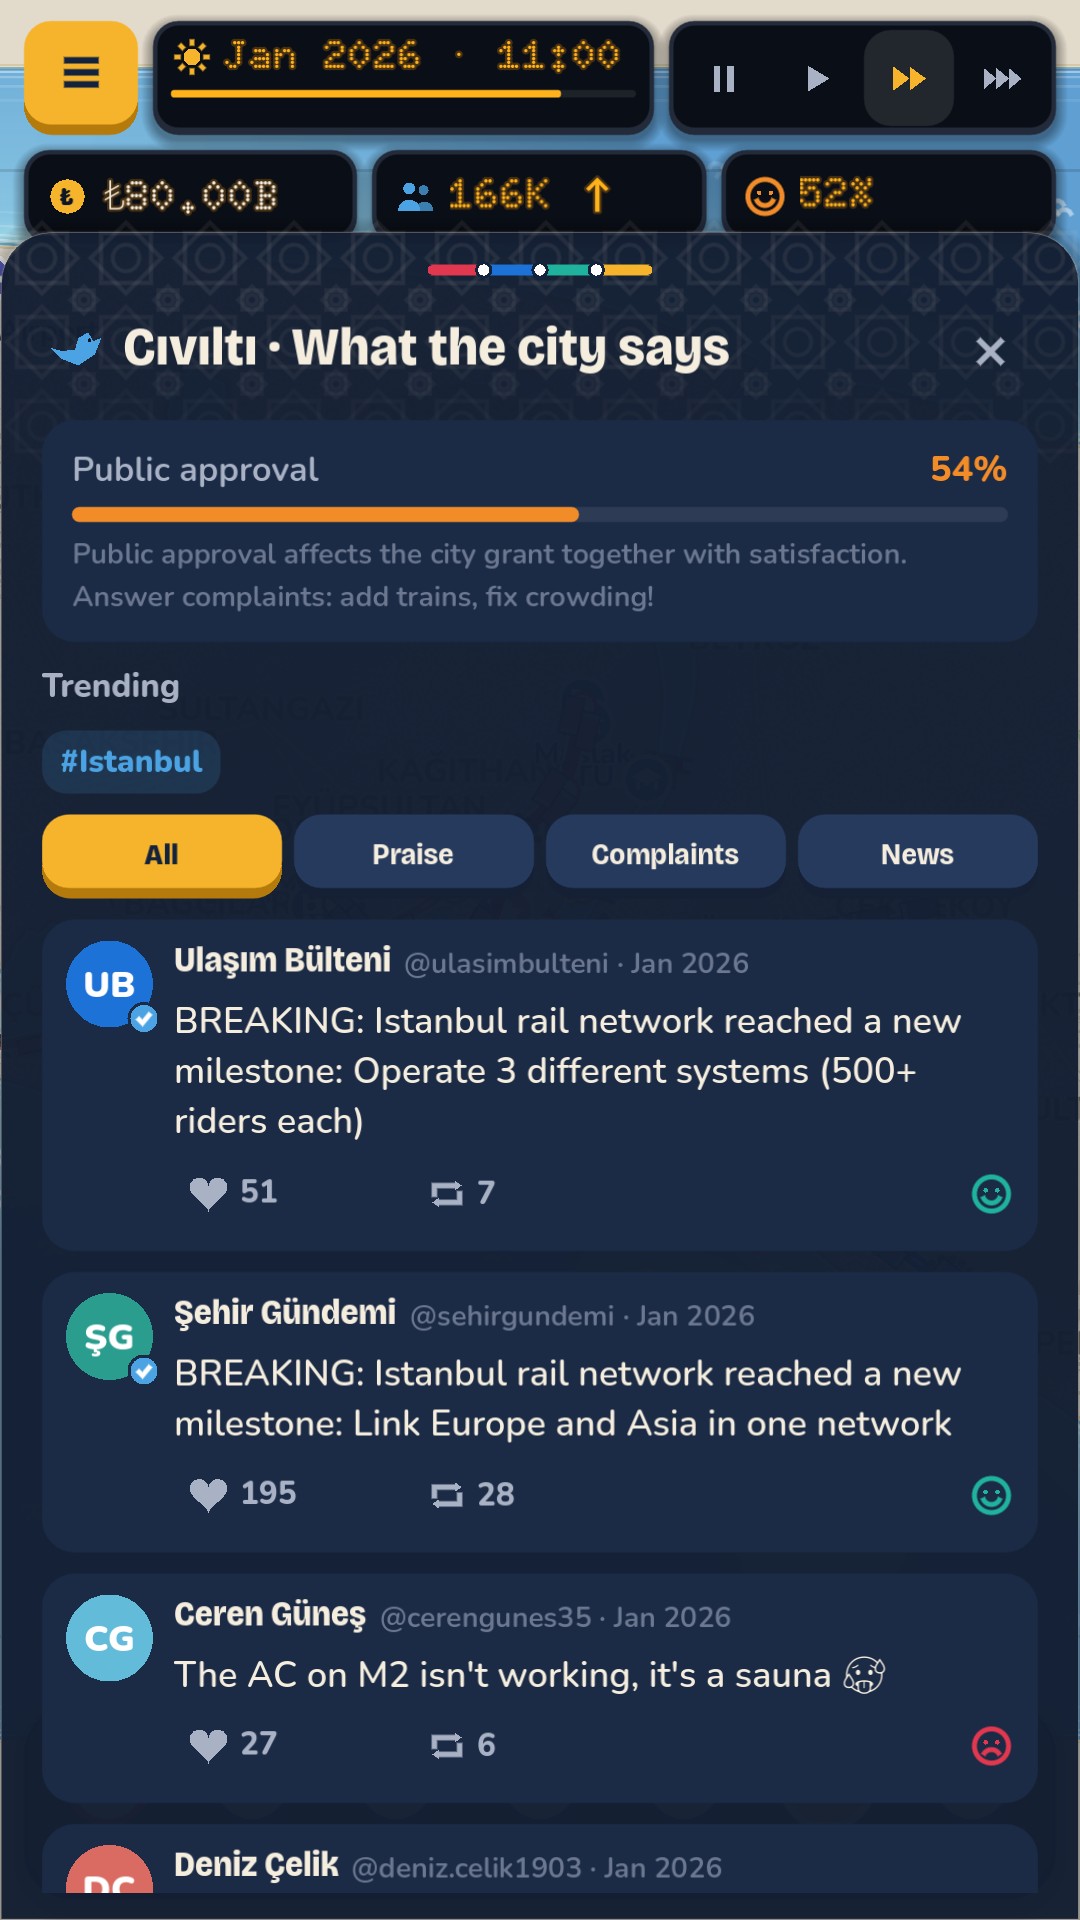 Jan 2026 · 11:00
₺80.00B
166K
52%
Cıvıltı · What the city says
Public approval
54%
Public approval affects the city grant together with satisfaction.
Answer complaints: add trains, fix crowding!
Trending
#Istanbul
All
Praise
Complaints
News
UB
Ulaşım Bülteni @ulasimbulteni · Jan 2026
BREAKING: Istanbul rail network reached a new
milestone: Operate 3 different systems (500+
riders each)
51
7
ŞG
Şehir Gündemi @sehirgundemi · Jan 2026
BREAKING: Istanbul rail network reached a new
milestone: Link Europe and Asia in one network
195
28
CG
Ceren Güneş @cerengunes35 · Jan 2026
The AC on M2 isn't working, it's a sauna 🥵
27
6
DC
Deniz Çelik @deniz.celik1903 · Jan 2026